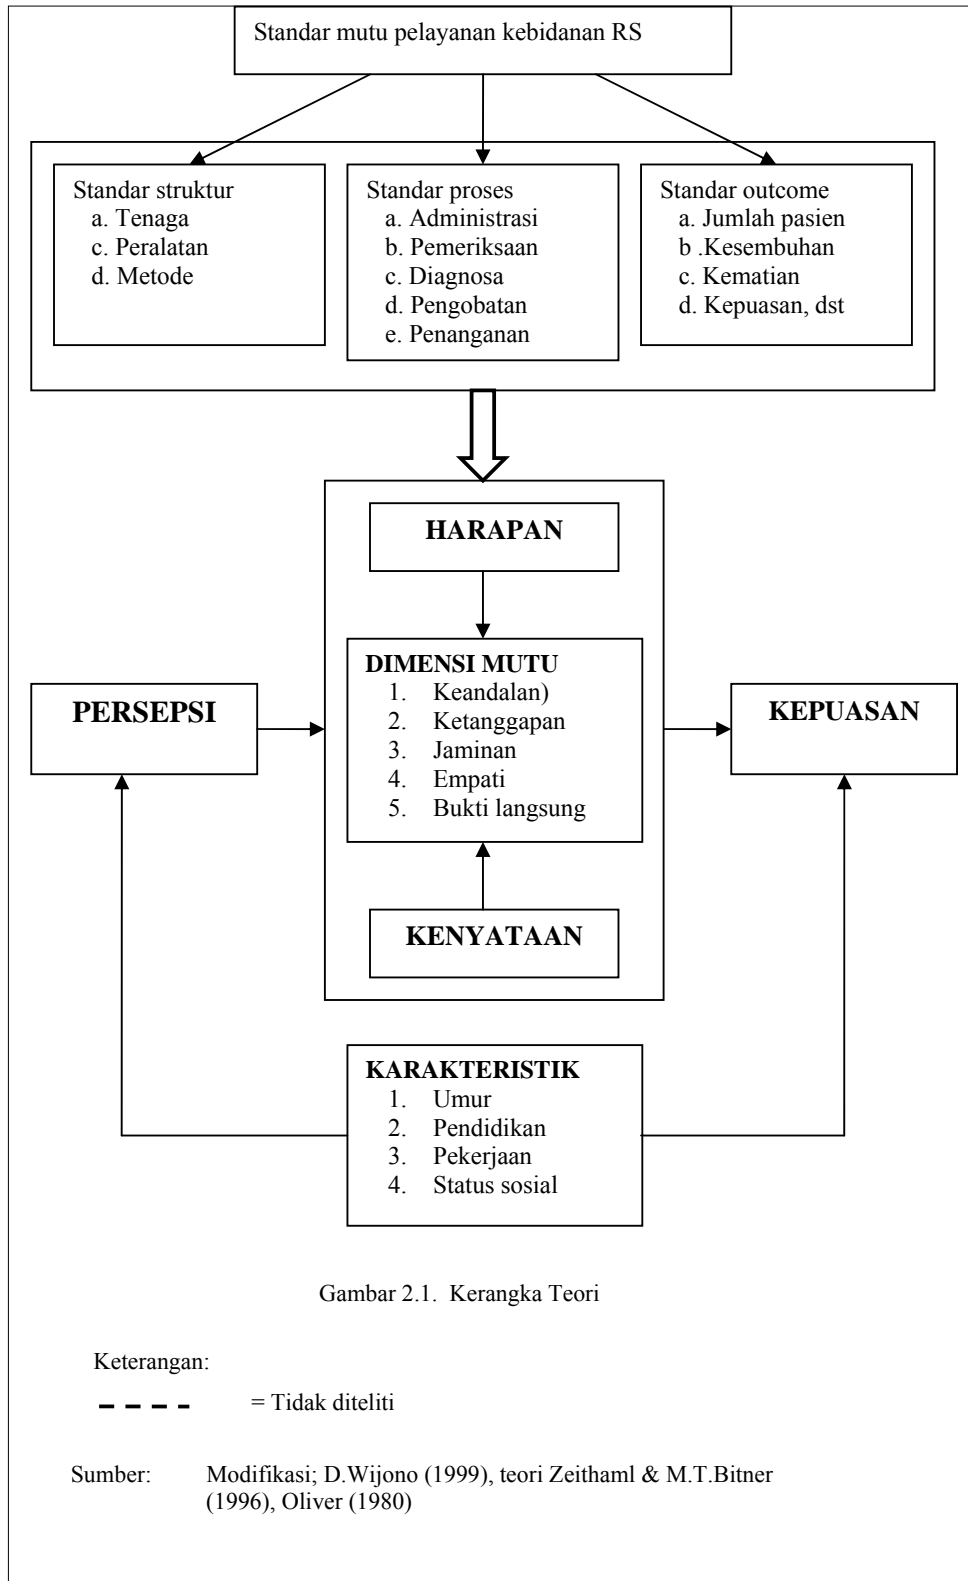 Standar mutu pelayanan kebidanan RS
Standar struktur
a. Tenaga
c. Peralatan
d. Metode
Standar proses
a. Administrasi
b. Pemeriksaan
c. Diagnosa
d. Pengobatan
e. Penanganan
Standar outcome
a. Jumlah pasien
b .Kesembuhan
c. Kematian
d. Kepuasan, dst
HARAPAN
DIMENSI MUTU
1. Keandalan)
2. Ketanggapan
3. Jaminan
4. Empati
5. Bukti langsung
PERSEPSI
KEPUASAN
KENYATAAN
KARAKTERISTIK
1. Umur
2. Pendidikan
3. Pekerjaan
4. Status sosial
Gambar 2.1. Kerangka Teori
Keterangan:
= Tidak diteliti
Sumber: Modifikasi; D.Wijono (1999), teori Zeithaml & M.T.Bitner
(1996), Oliver (1980)